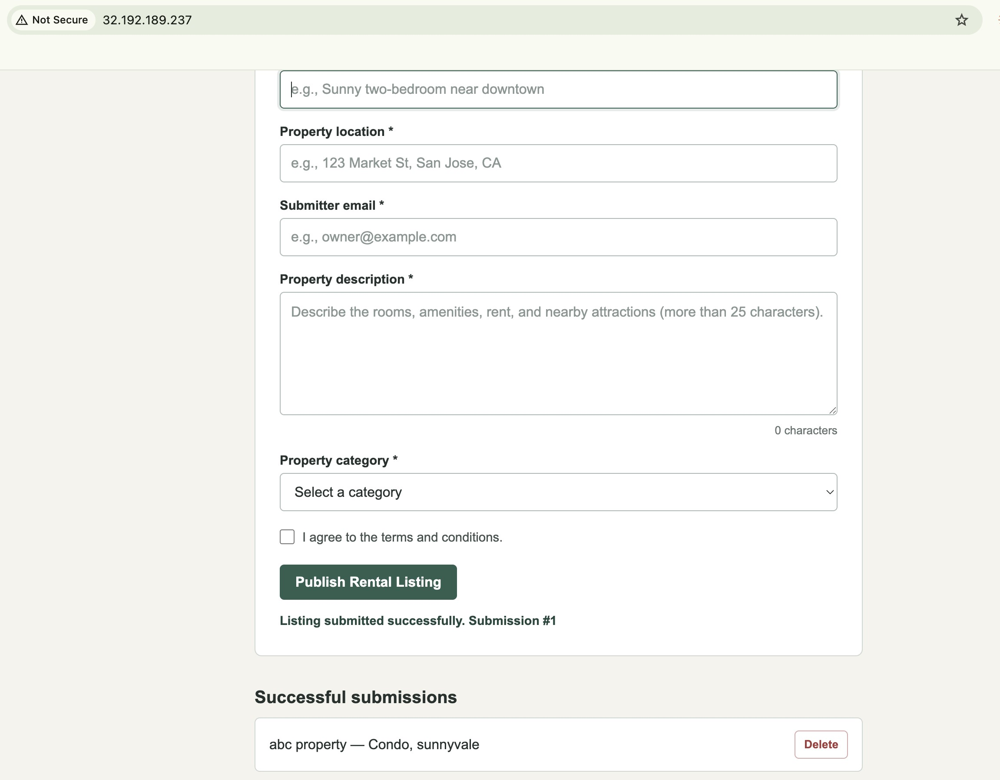 Not Secure 32.192.189.237
e.g., Sunny two-bedroom near downtown
Property location *
e.g., 123 Market St, San Jose, CA
Submitter email *
e.g., owner@example.com
Property description *
Describe the rooms, amenities, rent, and nearby attractions (more than 25 characters).
0 characters
Property category *
Select a category
I agree to the terms and conditions.
Publish Rental Listing
Listing submitted successfully. Submission #1
Successful submissions
abc property — Condo, sunnyvale
Delete